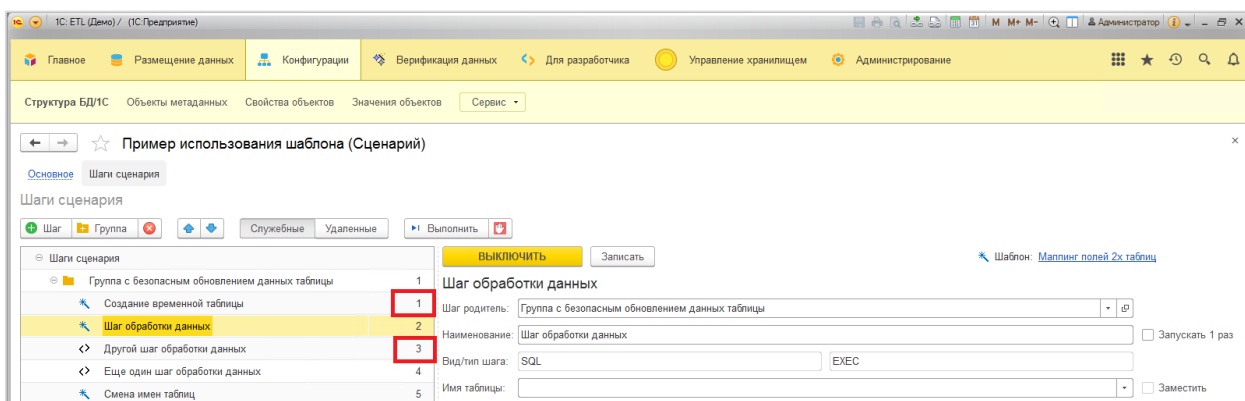 1С: ETL (Демо) / (1С:Предприятие) M M+ M- Администратор
Главное Размещение данных Конфигурации Верификация данных Для разработчика Управление хранилищем Администрирование
Структура БД/1С Объекты метаданных Свойства объектов Значения объектов Сервис
Пример использования шаблона (Сценарий)
Основное Шаги сценария
Шаги сценария
Шаг Группа Служебные Удаленные Выполнить
Шаги сценария ВЫКЛЮЧИТЬ Записать Шаблон: Маппинг полей 2х таблиц
Группа с безопасным обновлением данных таблицы 1 Шаг обработки данных
Создание временной таблицы 1 Шаг родитель: Группа с безопасным обновлением данных таблицы
Шаг обработки данных 2 Наименование: Шаг обработки данных Запускать 1 раз
Другой шаг обработки данных 3 Вид/тип шага: SQL EXEC
Еще один шаг обработки данных 4
Смена имен таблиц 5 Имя таблицы: Заместить